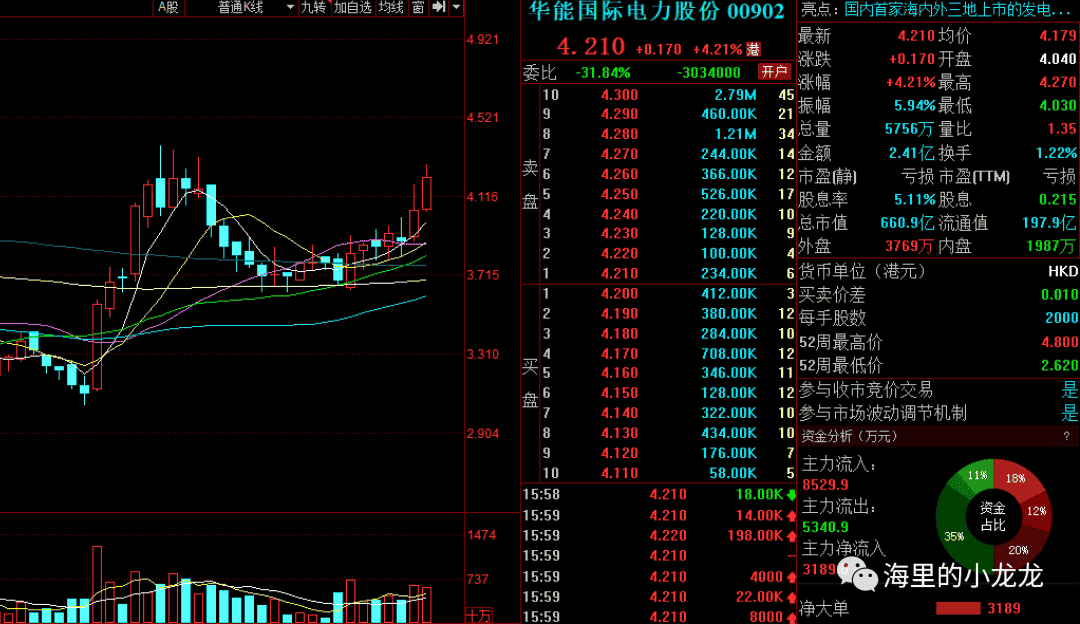 A股 普通K线 九转 加自选 均线 窗
4.921
4.521
4.116
3.715
3.310
2.904
1474
737
十万
华能国际电力股份 00902
4.210 +0.170 +4.21% 港
委比 -31.84% -3034000 开户
卖盘
10 4.300 2.79M 45
9 4.290 460.00K 21
8 4.280 1.21M 34
7 4.270 244.00K 14
6 4.260 366.00K 12
5 4.250 526.00K 17
4 4.240 220.00K 10
3 4.230 128.00K 9
2 4.220 100.00K 4
1 4.210 234.00K 6
买盘
1 4.200 412.00K 3
2 4.190 380.00K 12
3 4.180 284.00K 10
4 4.170 708.00K 12
5 4.160 346.00K 11
6 4.150 128.00K 12
7 4.140 322.00K 10
8 4.130 434.00K 10
9 4.120 176.00K 7
10 4.110 58.00K 5
15:58 4.210 18.00K
15:59 4.210 14.00K
15:59 4.220 198.00K
15:59 4.210
15:59 4.210 4000
15:59 4.210 22.00K
15:59 4.210 8000
亮点：国内首家海内外三地上市的发电...
最新 4.210 均价 4.179
涨跌 +0.170 开盘 4.040
涨幅 +4.21% 最高 4.270
振幅 5.94% 最低 4.030
总量 5756万 量比 1.35
金额 2.41亿 换手 1.22%
市盈(静) 亏损 市盈(TTM) 亏损
股息率 5.11% 股息 0.215
总市值 660.9亿 流通值 197.9亿
外盘 3769万 内盘 1987万
货币单位（港元） HKD
买卖价差 0.010
每手股数 2000
52周最高价 4.800
52周最低价 2.620
参与收市竞价交易 是
参与市场波动调节机制 是
资金分析（万元） ?
主力流入：
8529.9
主力流出：
5340.9
主力净流入
3189
资金占比
11%
18%
12%
20%
35%
海里的小龙龙
净大单 3189